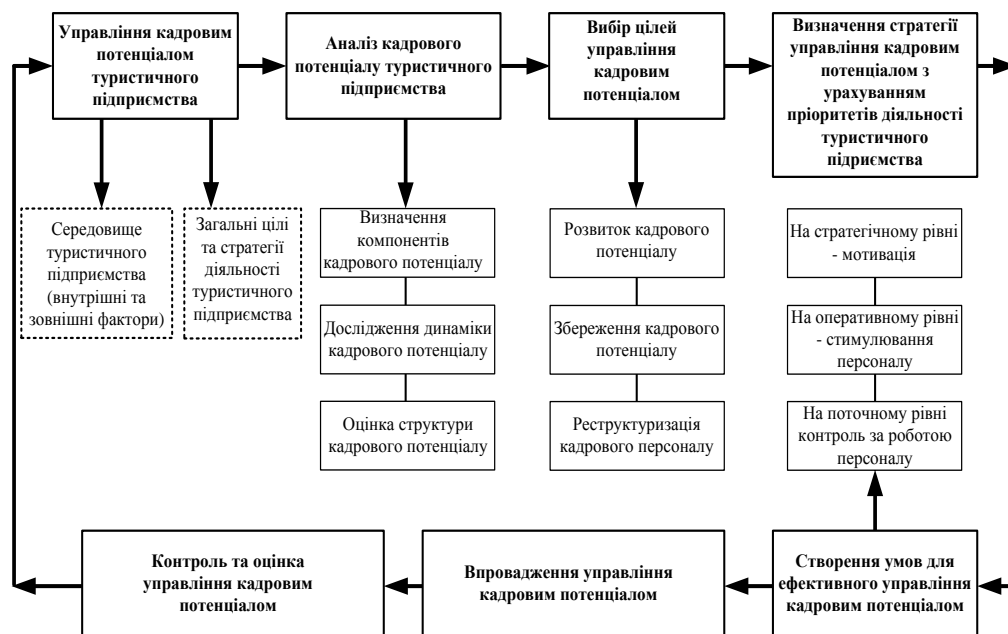 Управління кадровим
потенціалом
туристичного
підприємства
Аналіз кадрового
потенціалу туристичного
підприємства
Вибір цілей
управління
кадровим
потенціалом
Визначення стратегії
управління кадровим
потенціалом з
урахуванням
пріоритетів діяльності
туристичного
підриємства
Середовище
туристичного
підприємства
(внутрішні та
зовнішні фактори)
Загальні цілі
та стратегії
діяльності
туристичного
підприємства
Визначення
компонентів
кадрового потенціалу
Дослідження динаміки
кадрового потенціалу
Оцінка структури
кадрового потенціалу
Розвиток кадрового
потенціалу
Збереження кадрового
потенціалу
Реструктуризація
кадрового персоналу
На стратегічному рівні
- мотивація
На оперативному рівні
- стимулювання
персоналу
На поточному рівні
контроль за роботою
персоналу
Контроль та оцінка
управління кадровим
потенціалом
Впровадження управління
кадровим потенціалом
Створення умов для
ефективного управління
кадровим потенціалом